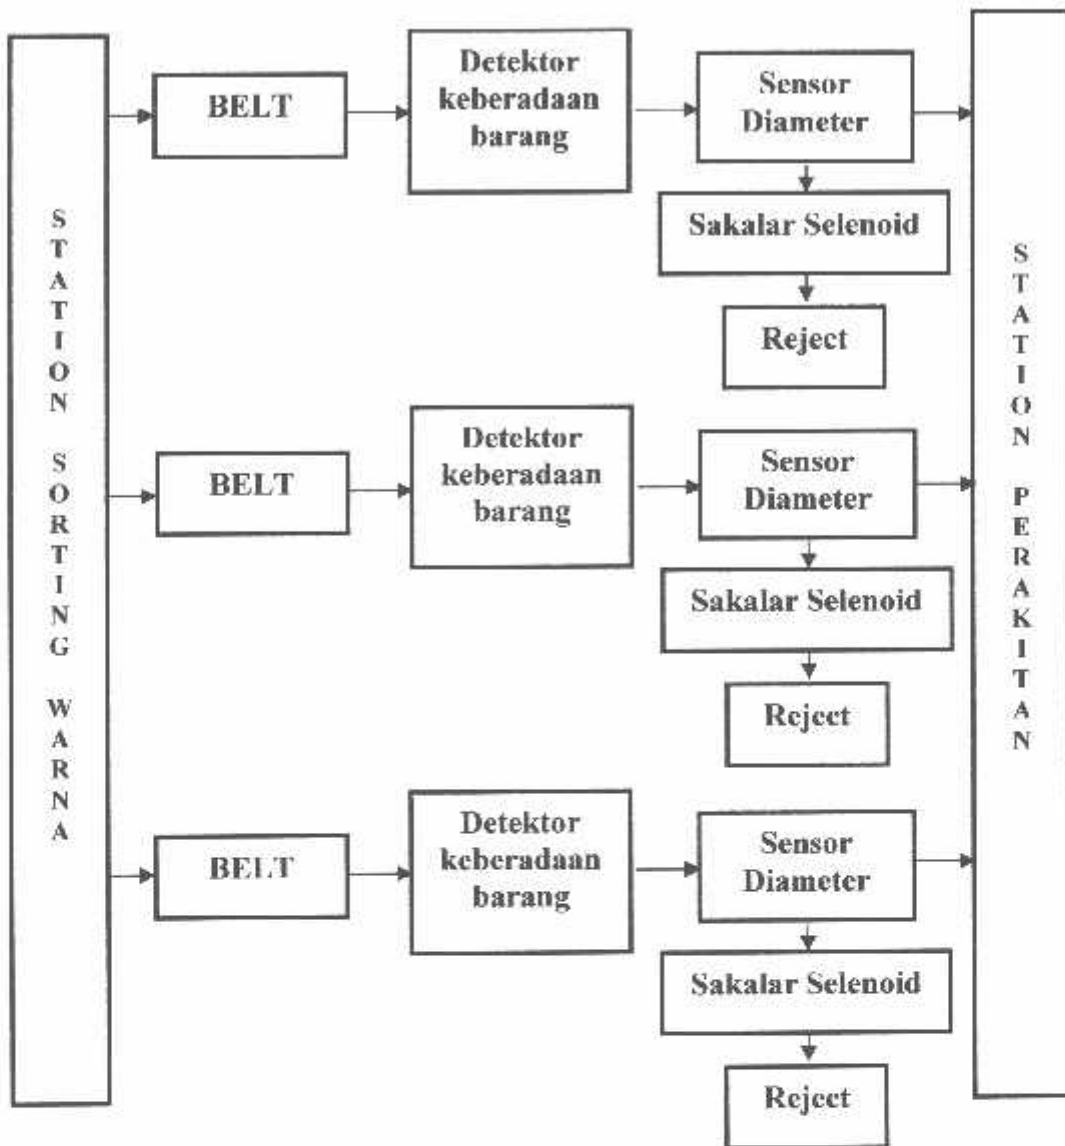 STATION SORTING WARNA
BELT
Detektor
keberadaan
barang
Sensor
Diameter
Sakalar Selenoid
Reject
BELT
Detektor
keberadaan
barang
Sensor
Diameter
Sakalar Selenoid
Reject
BELT
Detektor
keberadaan
barang
Sensor
Diameter
Sakalar Selenoid
Reject
STATION PERAKITAN